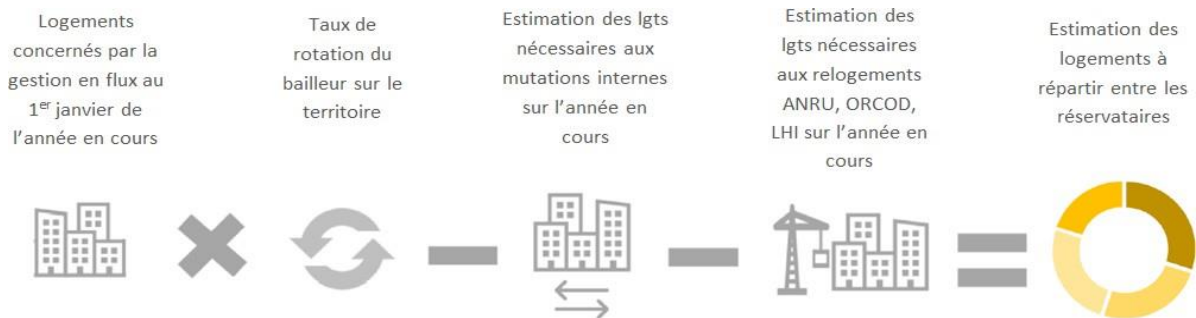 Logements
concernés par la
gestion en flux au
1er janvier de
l'année en cours
Taux de
rotation du
bailleur sur le
territoire
Estimation des lgts
nécessaires aux
mutations internes
sur l'année en
cours
Estimation des
lgts nécessaires
aux relogements
ANRU, ORCOD,
LHI sur l'année en
cours
Estimation des
logements à
répartir entre les
réservataires